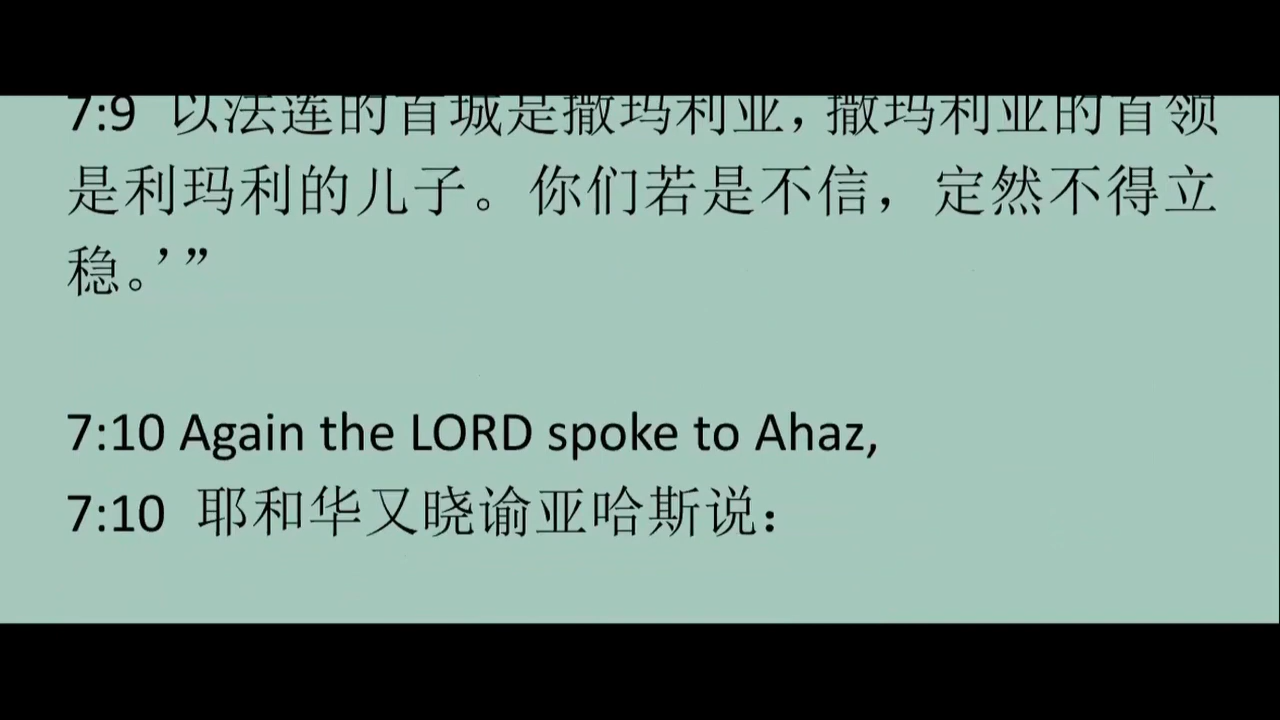 7:9 以法莲的首城是撒玛利亚，撒玛利亚的首领
是利玛利的儿子。你们若是不信，定然不得立
稳。’”
7:10 Again the LORD spoke to Ahaz,
7:10 耶和华又晓谕亚哈斯说：